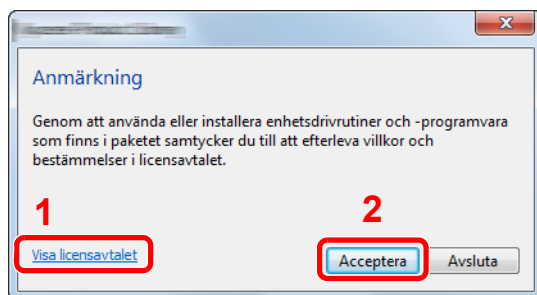 Anmärkning
Genom att använda eller installera enhetsdrivrutiner och -programvara
som finns i paketet samtycker du till att efterleva villkor och
bestämmelser i licensavtalet.
1
2
Visa licensavtalet
Acceptera
Avsluta